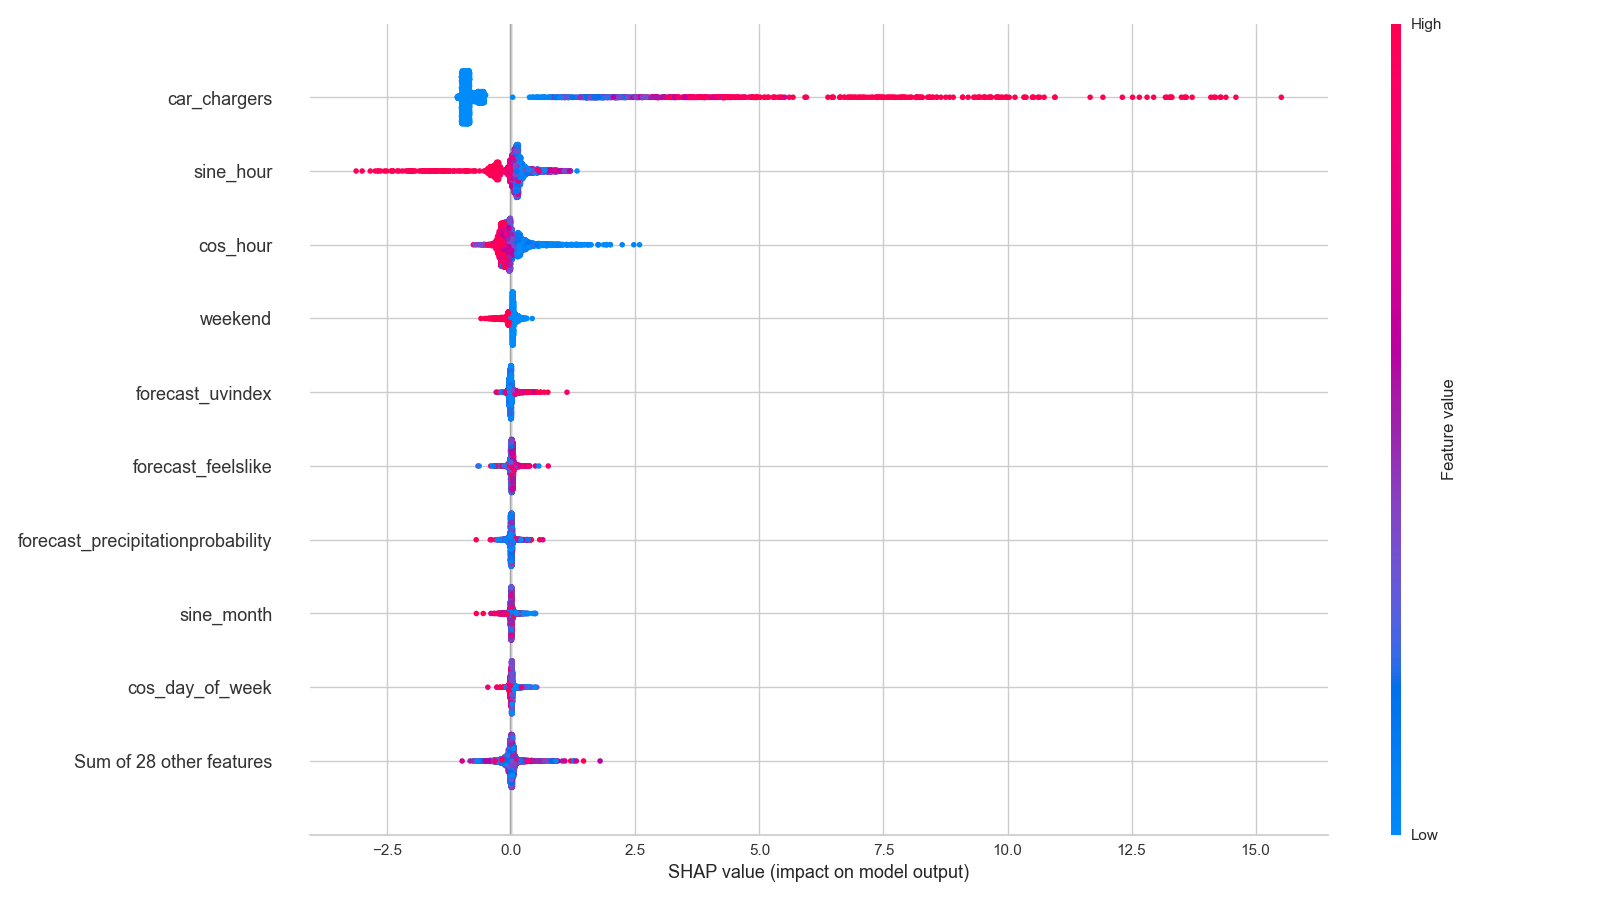 High
car_chargers
sine_hour
cos_hour
weekend
forecast_uvindex
forecast_feelslike
forecast_precipitationprobability
sine_month
cos_day_of_week
Sum of 28 other features
Feature value
Low
−2.5 0.0 2.5 5.0 7.5 10.0 12.5 15.0
SHAP value (impact on model output)